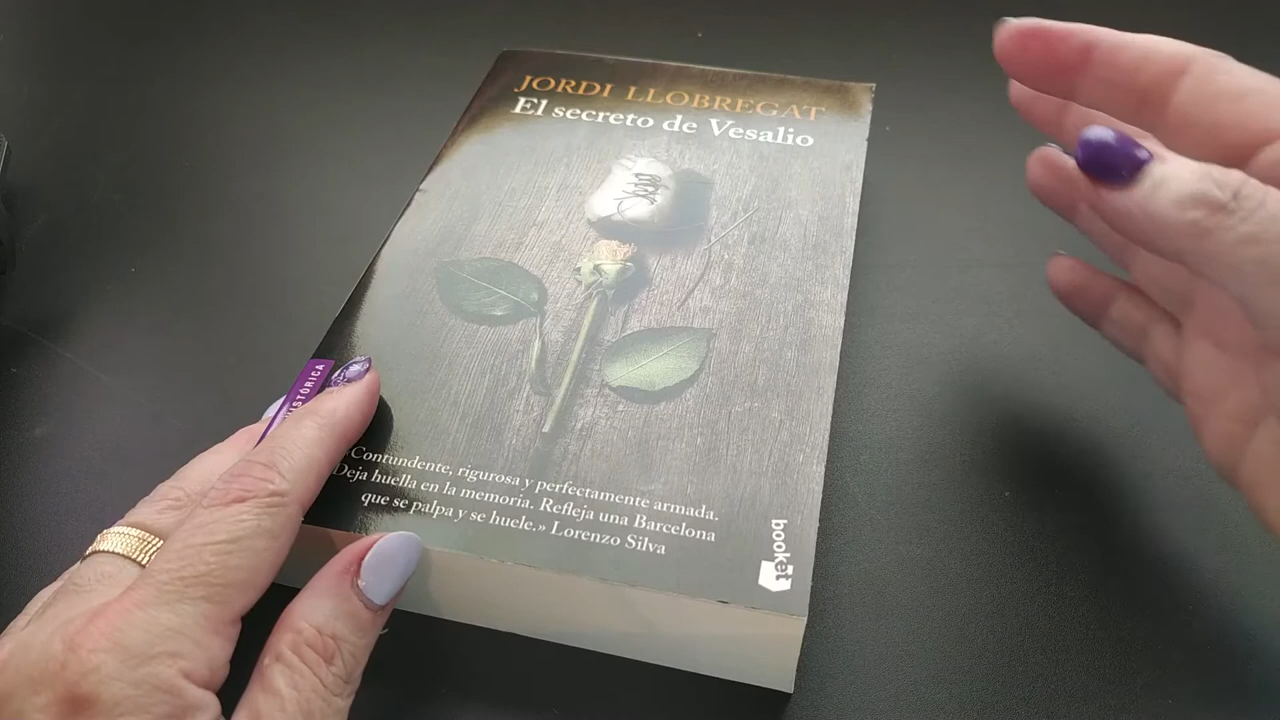 JORDI LLOBREGAT
El secreto de Vesalio
HISTÓRICA
«Contundente, rigurosa y perfectamente armada.
Deja huella en la memoria. Refleja una Barcelona
que se palpa y se huele.» Lorenzo Silva
booket